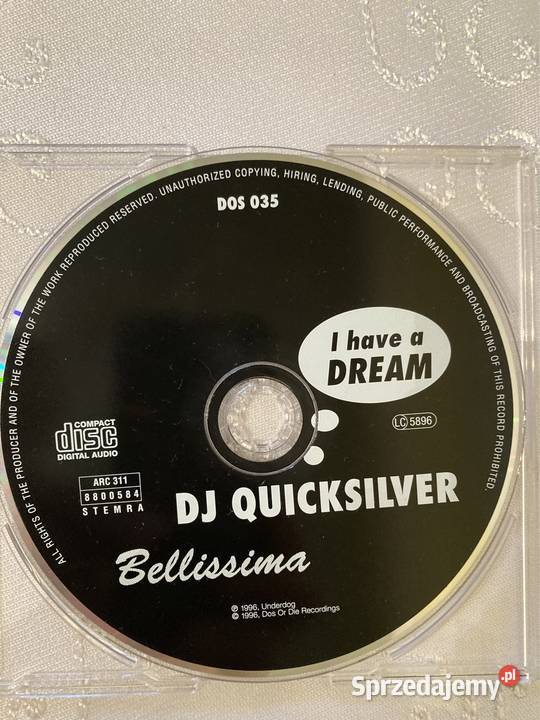 ALL RIGHTS OF THE PRODUCER AND OF THE OWNER OF THE WORK REPRODUCED RESERVED. UNAUTHORIZED COPYING, HIRING, LENDING, PUBLIC PERFORMANCE AND BROADCASTING OF THIS RECORD PROHIBITED.
DOS 035
I have a
DREAM
LC 5896
COMPACT
disc
DIGITAL AUDIO
ARC 311
8800584
STEMRA
DJ QUICKSILVER
Bellissima
℗ 1996, Underdog
© 1996, Dos Or Die Recordings
Sprzedajemy.pl